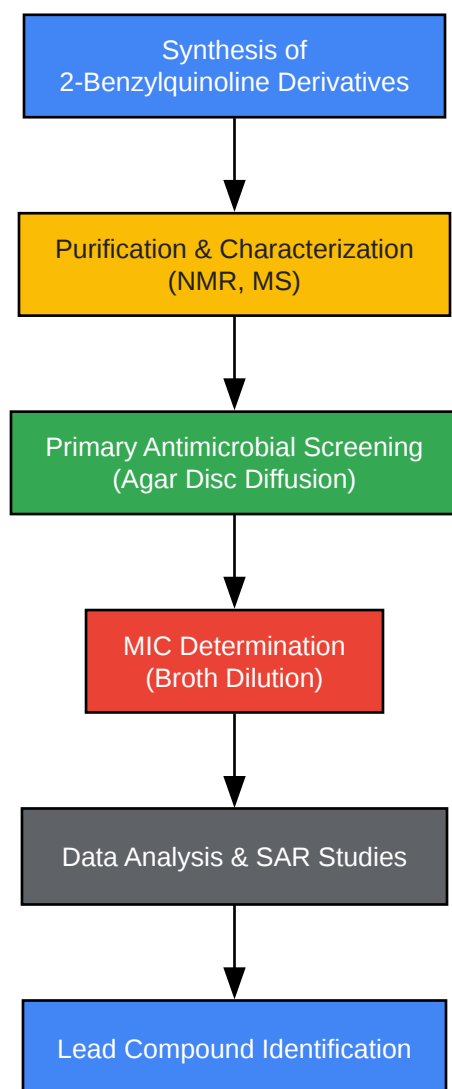 Synthesis of
2-Benzylquinoline Derivatives
Purification & Characterization
(NMR, MS)
Primary Antimicrobial Screening
(Agar Disc Diffusion)
MIC Determination
(Broth Dilution)
Data Analysis & SAR Studies
Lead Compound Identification